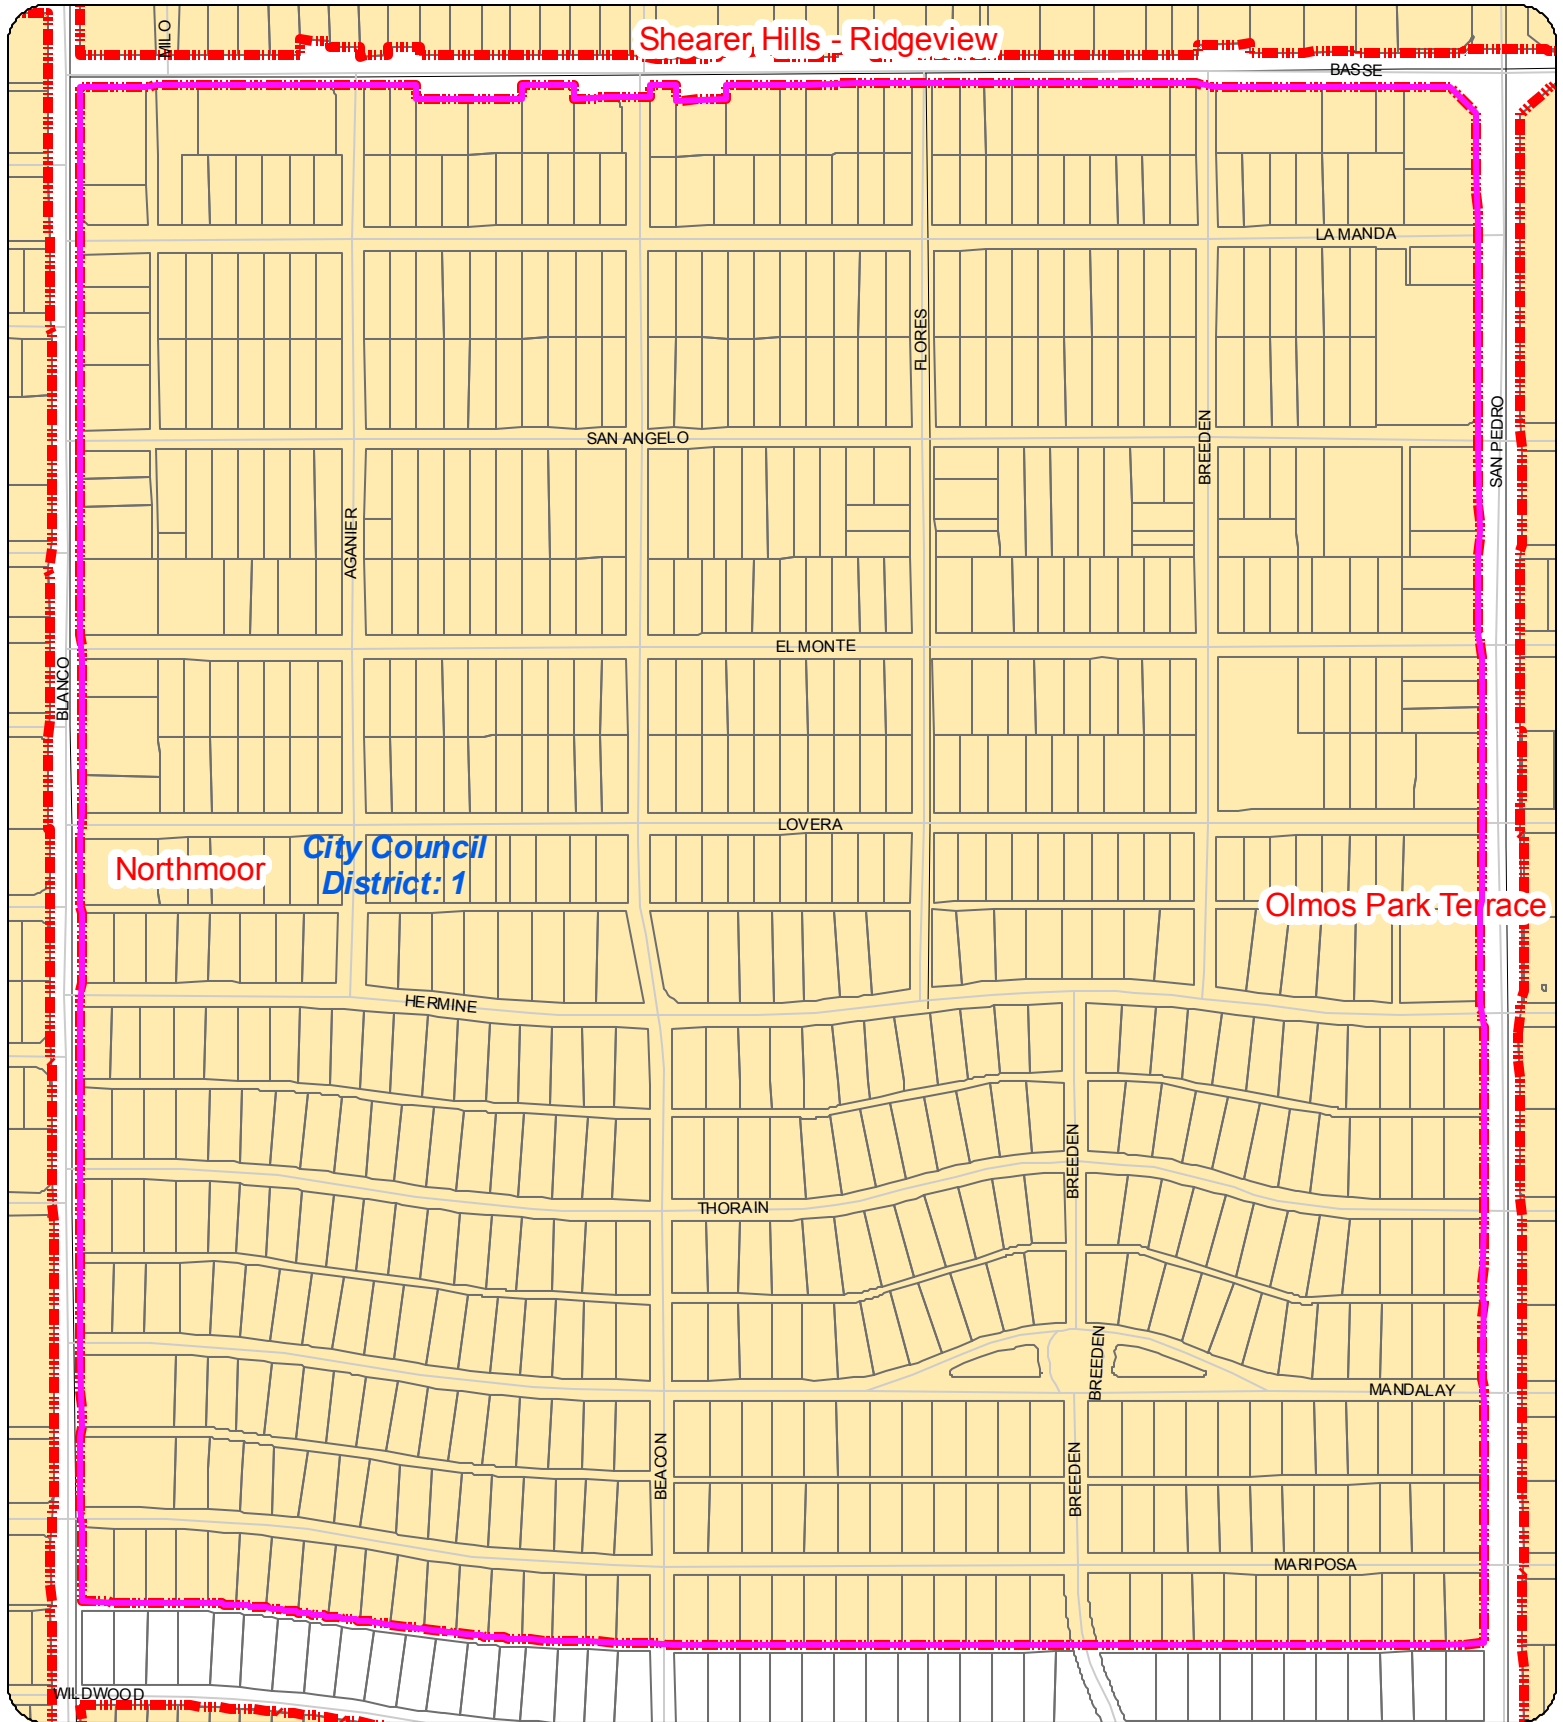 MILO
Shearer Hills - Ridgeview
BASSE
LA MANDA
FLORES
SAN ANGELO
BREEDEN
SAN PEDRO
AGANIER
EL MONTE
BLANCO
LOVERA
City Council
District: 1
Northmoor
Olmos Park Terrace
HERMINE
BREEDEN
THORAIN
BREEDEN
MANDALAY
BEACON
BREEDEN
MARIPOSA
WILDWOOD